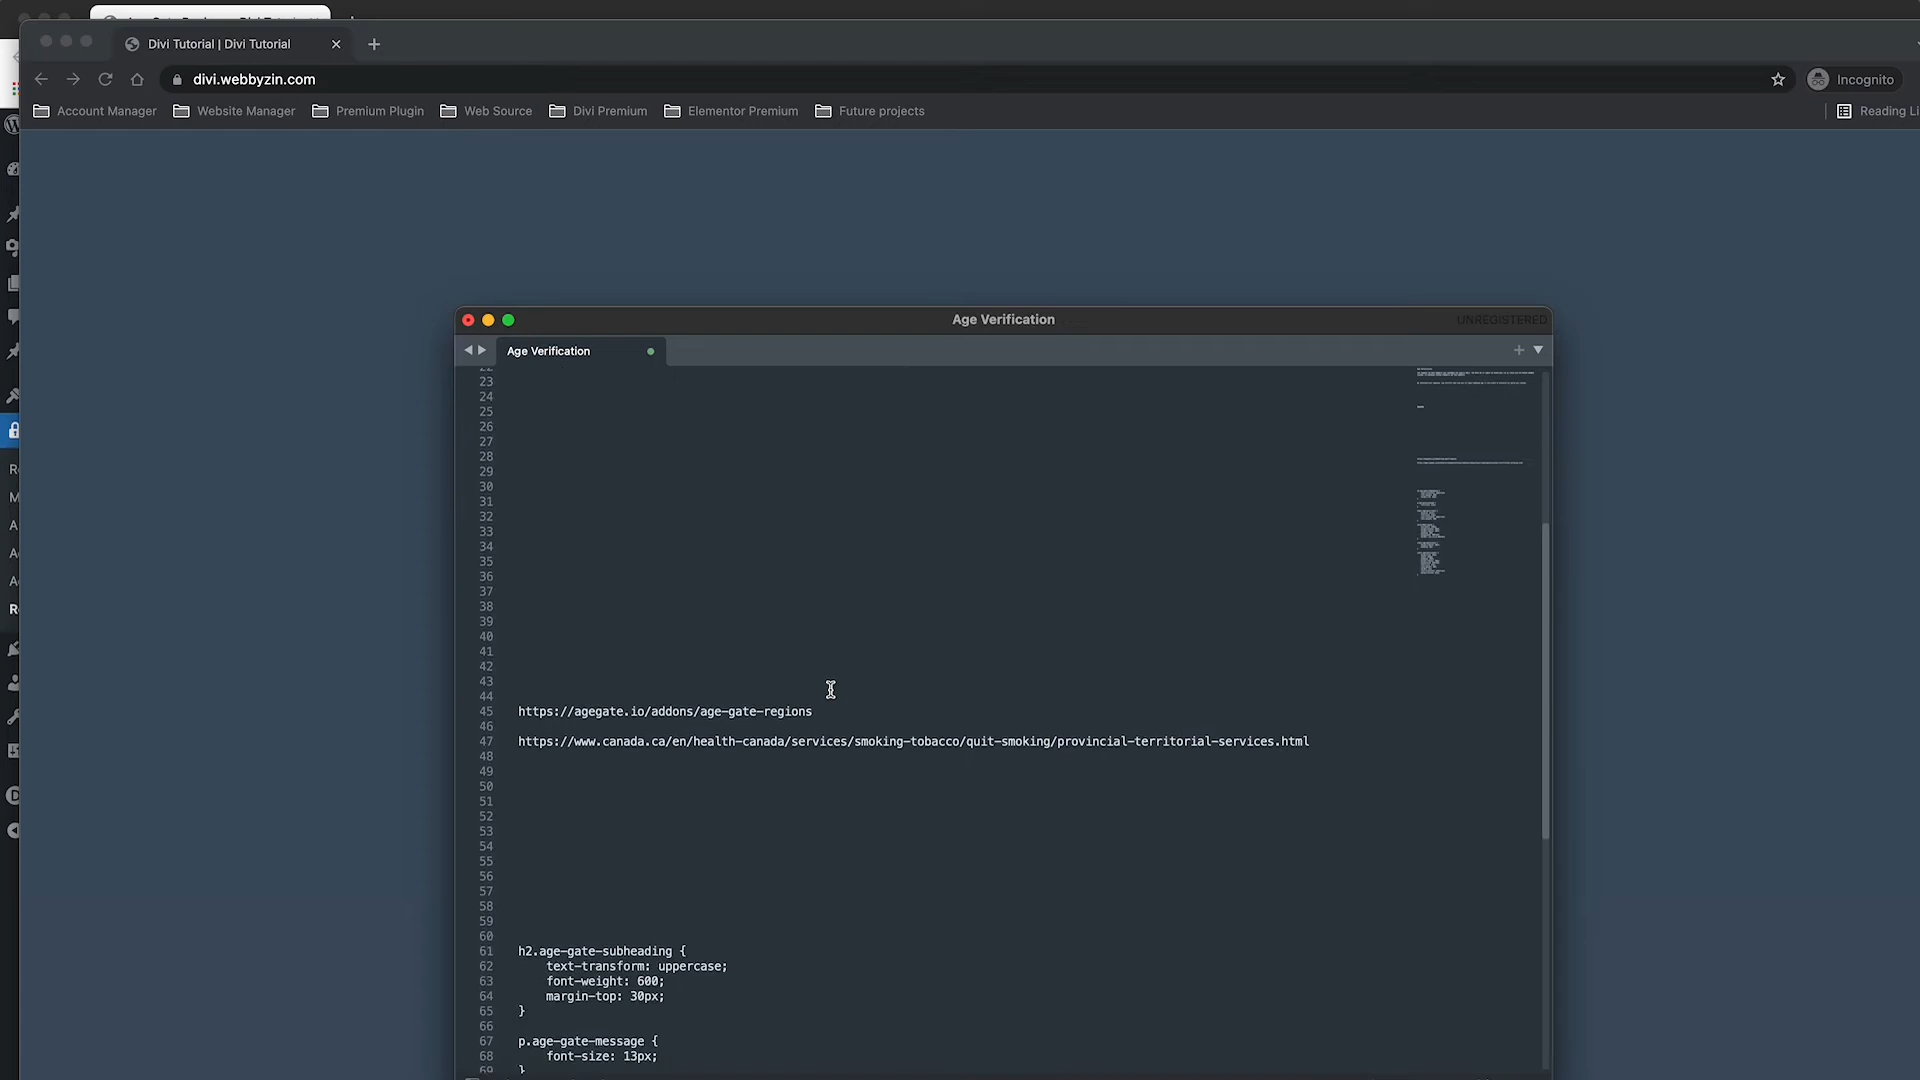 Divi Tutorial | Divi Tutorial
divi.webbyzin.com
Incognito
Account Manager
Website Manager
Premium Plugin
Web Source
Divi Premium
Elementor Premium
Future projects
Reading Li
Age Verification
UNREGISTERED
Age Verification
23
24
25
26
27
28
29
30
31
32
33
34
35
36
37
38
39
40
41
42
43
44
45 https://agegate.io/addons/age-gate-regions
46
47 https://www.canada.ca/en/health-canada/services/smoking-tobacco/quit-smoking/provincial-territorial-services.html
48
49
50
51
52
53
54
55
56
57
58
59
60
61 h2.age-gate-subheading {
62 text-transform: uppercase;
63 font-weight: 600;
64 margin-top: 30px;
65 }
66
67 p.age-gate-message {
68 font-size: 13px;
69 }